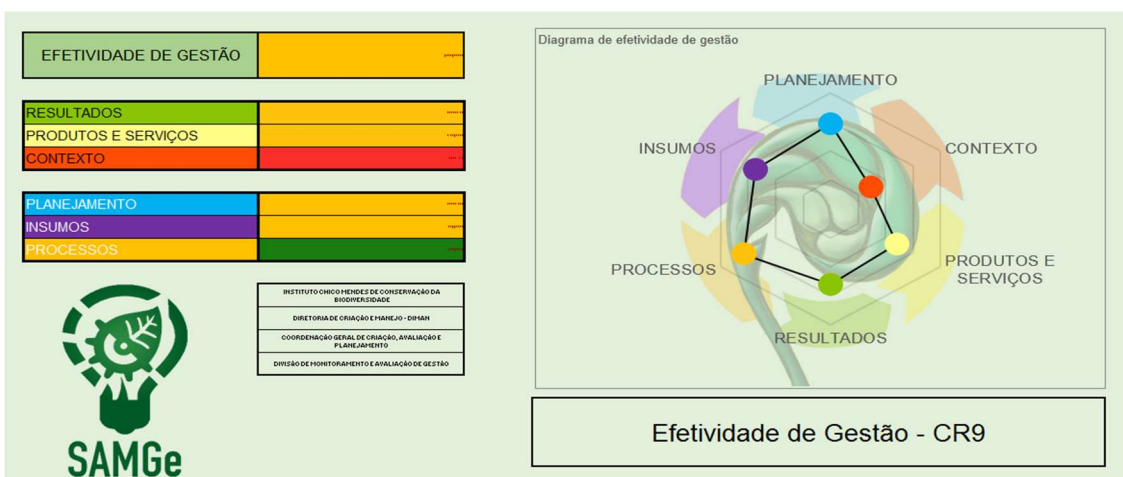 EFETIVIDADE DE GESTÃO
RESULTADOS
PRODUTOS E SERVIÇOS
CONTEXTO
PLANEJAMENTO
INSUMOS
PROCESSOS
INSTITUTO CHICO MENDES DE CONSERVAÇÃO DA
BIODIVERSIDADE
DIRETORIA DE CRIAÇÃO E MANEJO - DIMAN
COORDENAÇÃO GERAL DE CRIAÇÃO, AVALIAÇÃO E
PLANEJAMENTO
DIVISÃO DE MONITORAMENTO E AVALIAÇÃO DE GESTÃO
SAMGe
Diagrama de efetividade de gestão
PLANEJAMENTO
INSUMOS
CONTEXTO
PROCESSOS
PRODUTOS E
SERVIÇOS
RESULTADOS
Efetividade de Gestão - CR9